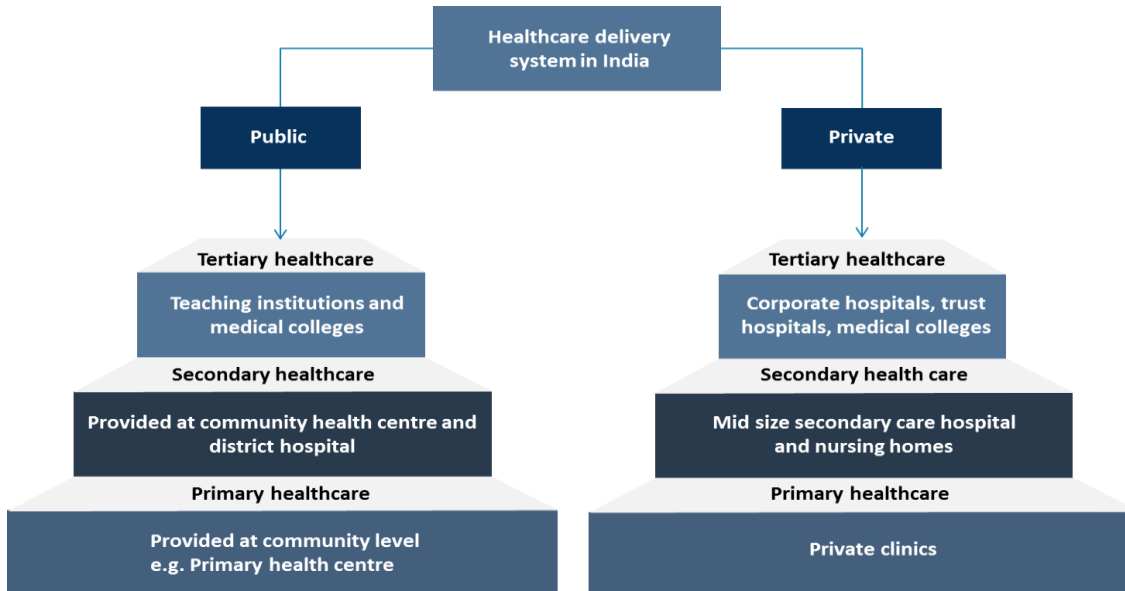 Healthcare delivery
system in India
Public
Private
Tertiary healthcare
Teaching institutions and
medical colleges
Secondary healthcare
Provided at community health centre and
district hospital
Primary healthcare
Provided at community level
e.g. Primary health centre
Tertiary healthcare
Corporate hospitals, trust
hospitals, medical colleges
Secondary health care
Mid size secondary care hospital
and nursing homes
Primary healthcare
Private clinics